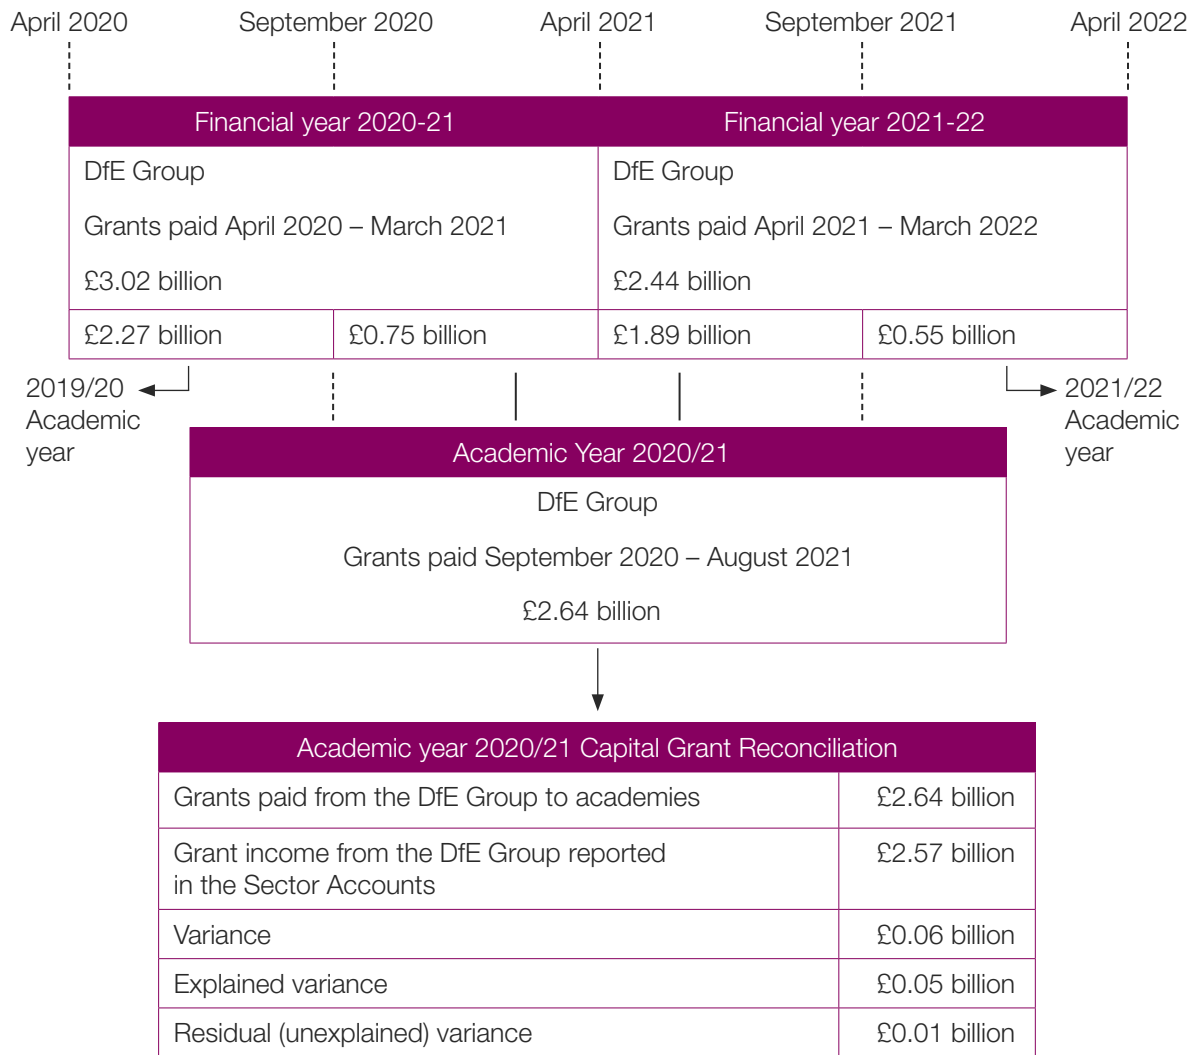 April 2020
September 2020
April 2021
September 2021
April 2022
Financial year 2020-21
Financial year 2021-22
DfE Group
Grants paid April 2020 – March 2021
£3.02 billion
DfE Group
Grants paid April 2021 – March 2022
£2.44 billion
£2.27 billion
£0.75 billion
£1.89 billion
£0.55 billion
2019/20
Academic
year
2021/22
Academic
year
Academic Year 2020/21
DfE Group
Grants paid September 2020 – August 2021
£2.64 billion
Academic year 2020/21 Capital Grant Reconciliation
Grants paid from the DfE Group to academies
£2.64 billion
Grant income from the DfE Group reported
in the Sector Accounts
£2.57 billion
Variance
£0.06 billion
Explained variance
£0.05 billion
Residual (unexplained) variance
£0.01 billion